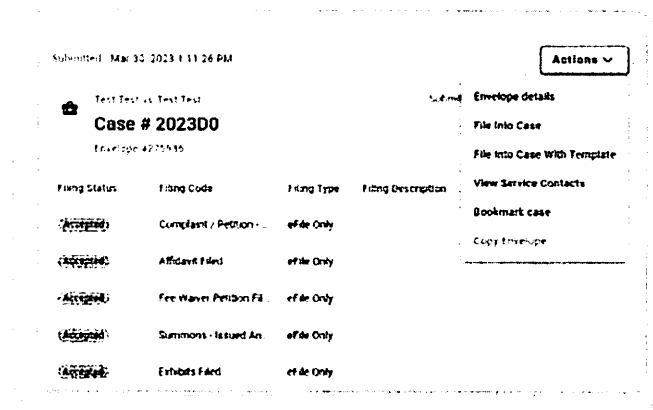 Submitted Mar 30 2023 1:11:26 PM
Actions
Test Test vs Test Test
Submi
Case # 2023D0
Envelope #275936
Envelope details
File Into Case
File Into Case With Template
View Service Contacts
Bookmark case
Copy Envelope
Filing Status Filing Code Filing Type Filing Description
Accepted Complaint / Petition - ... eFile Only
Accepted Affidavit Filed eFile Only
Accepted Fee Waiver Petition Fil eFile Only
Accepted Summons - Issued An eFile Only
Accepted Exhibits Filed eFile Only